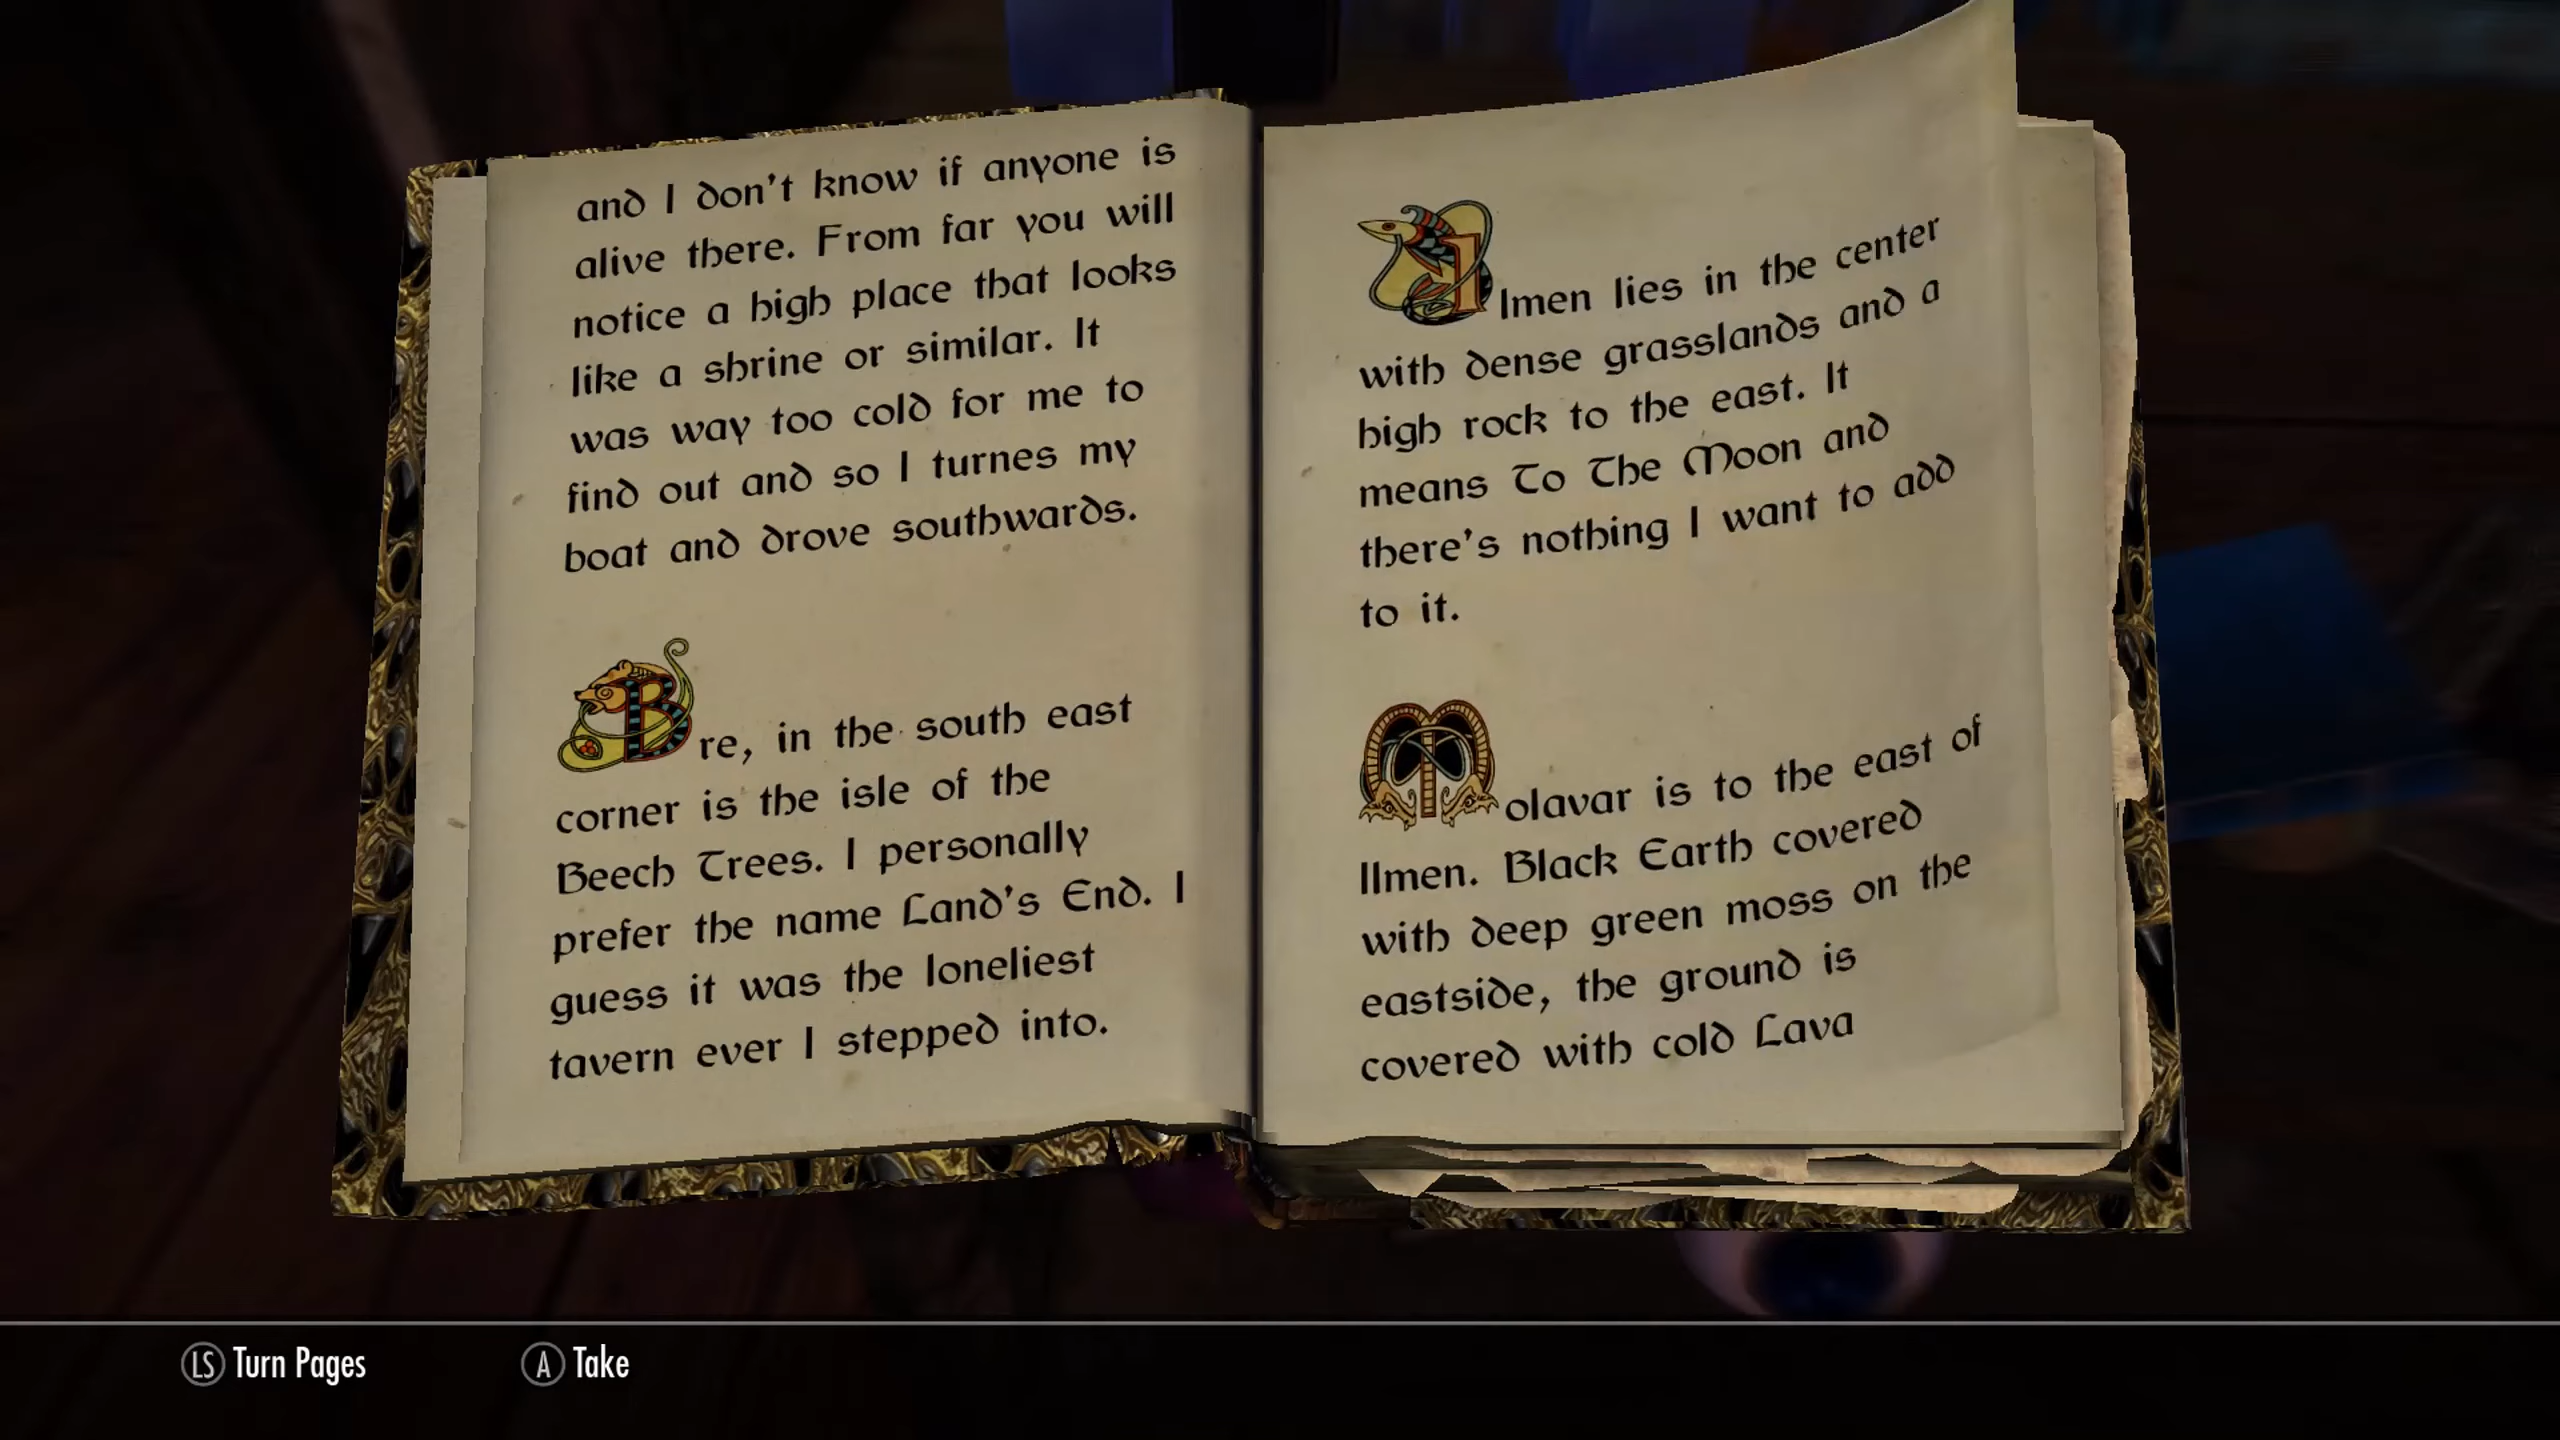 and I don't know if anyone is
alive there. From far you will
notice a high place that looks
like a shrine or similar. It
was way too cold for me to
find out and so I turnes my
boat and drove southwards.
Bre, in the south east
corner is the isle of the
Beech Trees. I personally
prefer the name Land's End. I
guess it was the loneliest
tavern ever I stepped into.
Ilmen lies in the center
with dense grasslands and a
high rock to the east. It
means To The Moon and
there's nothing I want to add
to it.
Molavar is to the east of
Ilmen. Black Earth covered
with deep green moss on the
eastside, the ground is
covered with cold Lava
LS Turn Pages
A Take